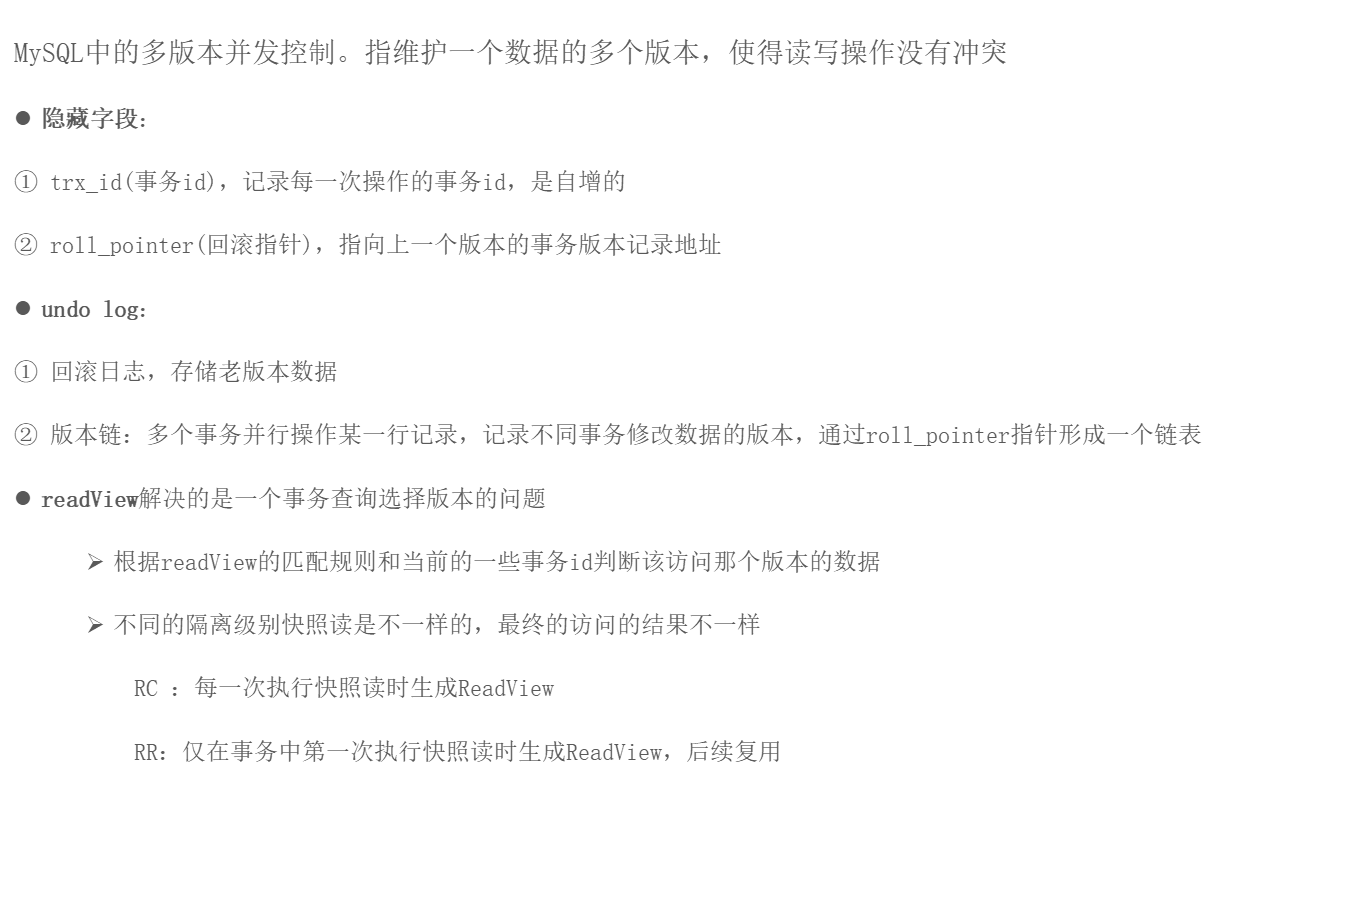 MySQL中的多版本并发控制。指维护一个数据的多个版本，使得读写操作没有冲突
● 隐藏字段：
① trx_id(事务id)，记录每一次操作的事务id，是自增的
② roll_pointer(回滚指针)，指向上一个版本的事务版本记录地址
● undo log：
① 回滚日志，存储老版本数据
② 版本链：多个事务并行操作某一行记录，记录不同事务修改数据的版本，通过roll_pointer指针形成一个链表
● readView解决的是一个事务查询选择版本的问题
➢ 根据readView的匹配规则和当前的一些事务id判断该访问那个版本的数据
➢ 不同的隔离级别快照读是不一样的，最终的访问的结果不一样
RC ：每一次执行快照读时生成ReadView
RR：仅在事务中第一次执行快照读时生成ReadView，后续复用